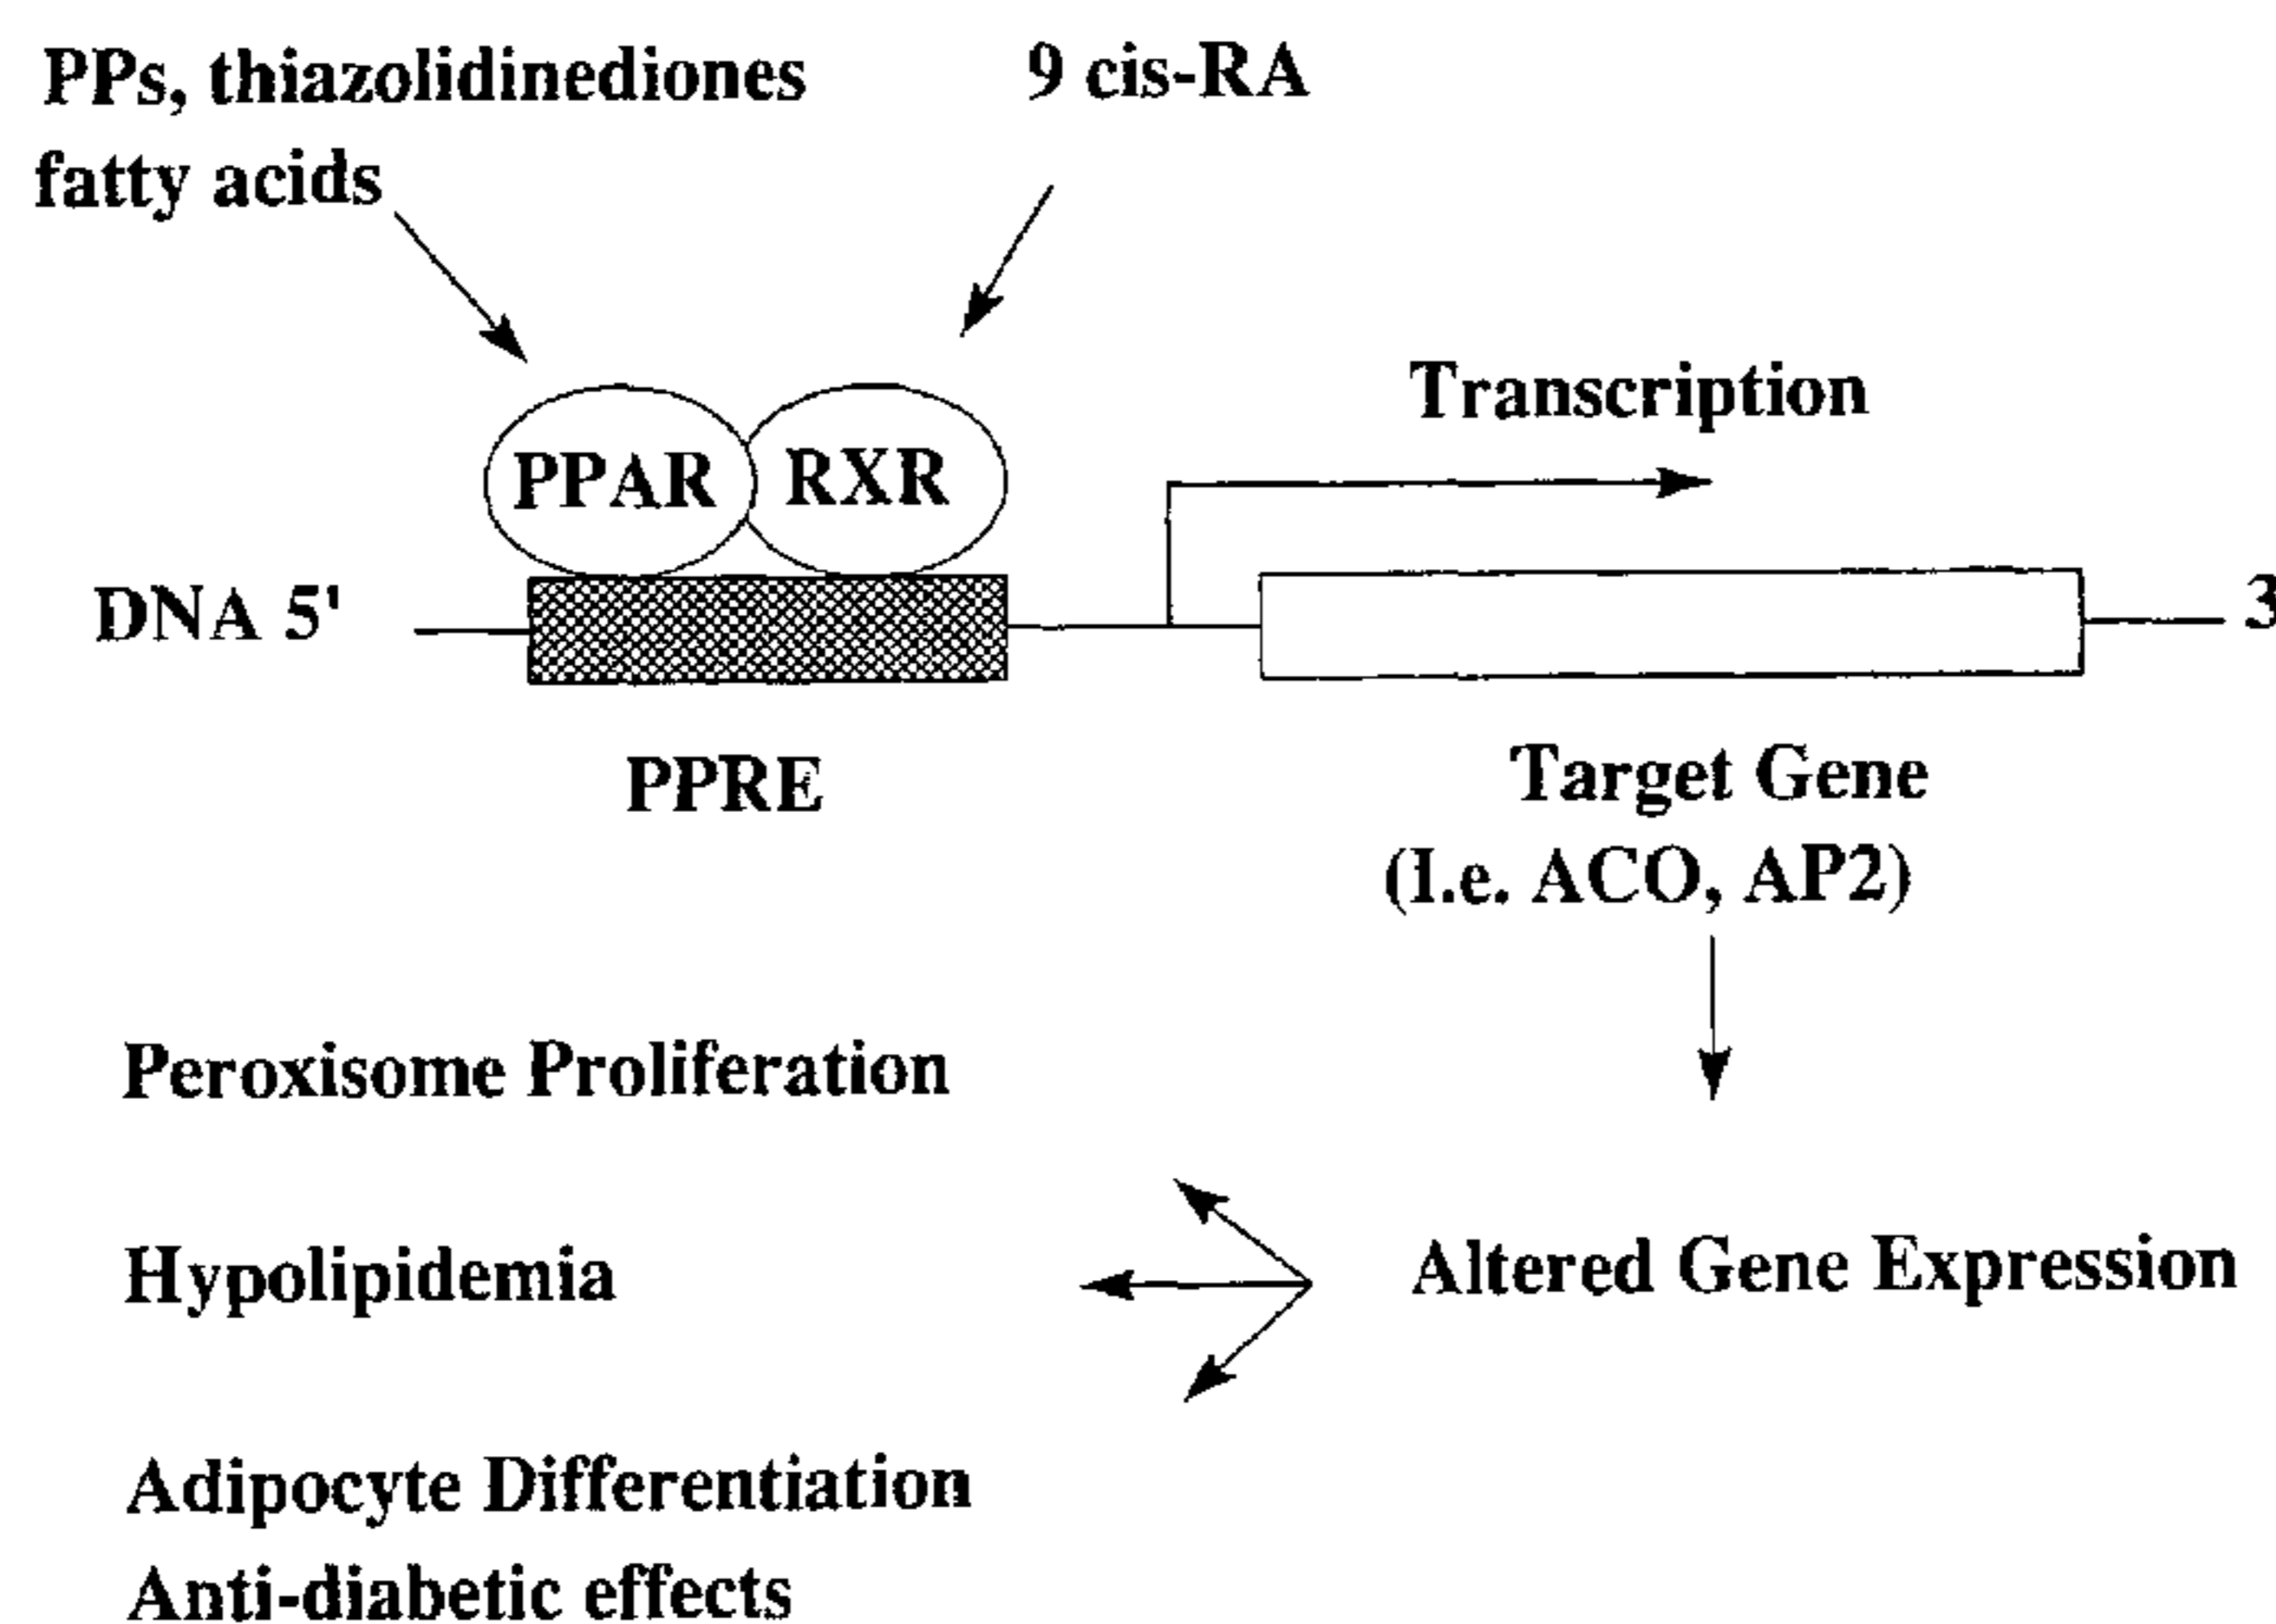 PPs, thiazolidinediones
fatty acids
9 cis-RA
PPAR
RXR
Transcription
DNA 5'
3
PPRE
Target Gene
(I.e. ACO, AP2)
Peroxisome Proliferation
Hypolipidemia
Altered Gene Expression
Adipocyte Differentiation
Anti-diabetic effects